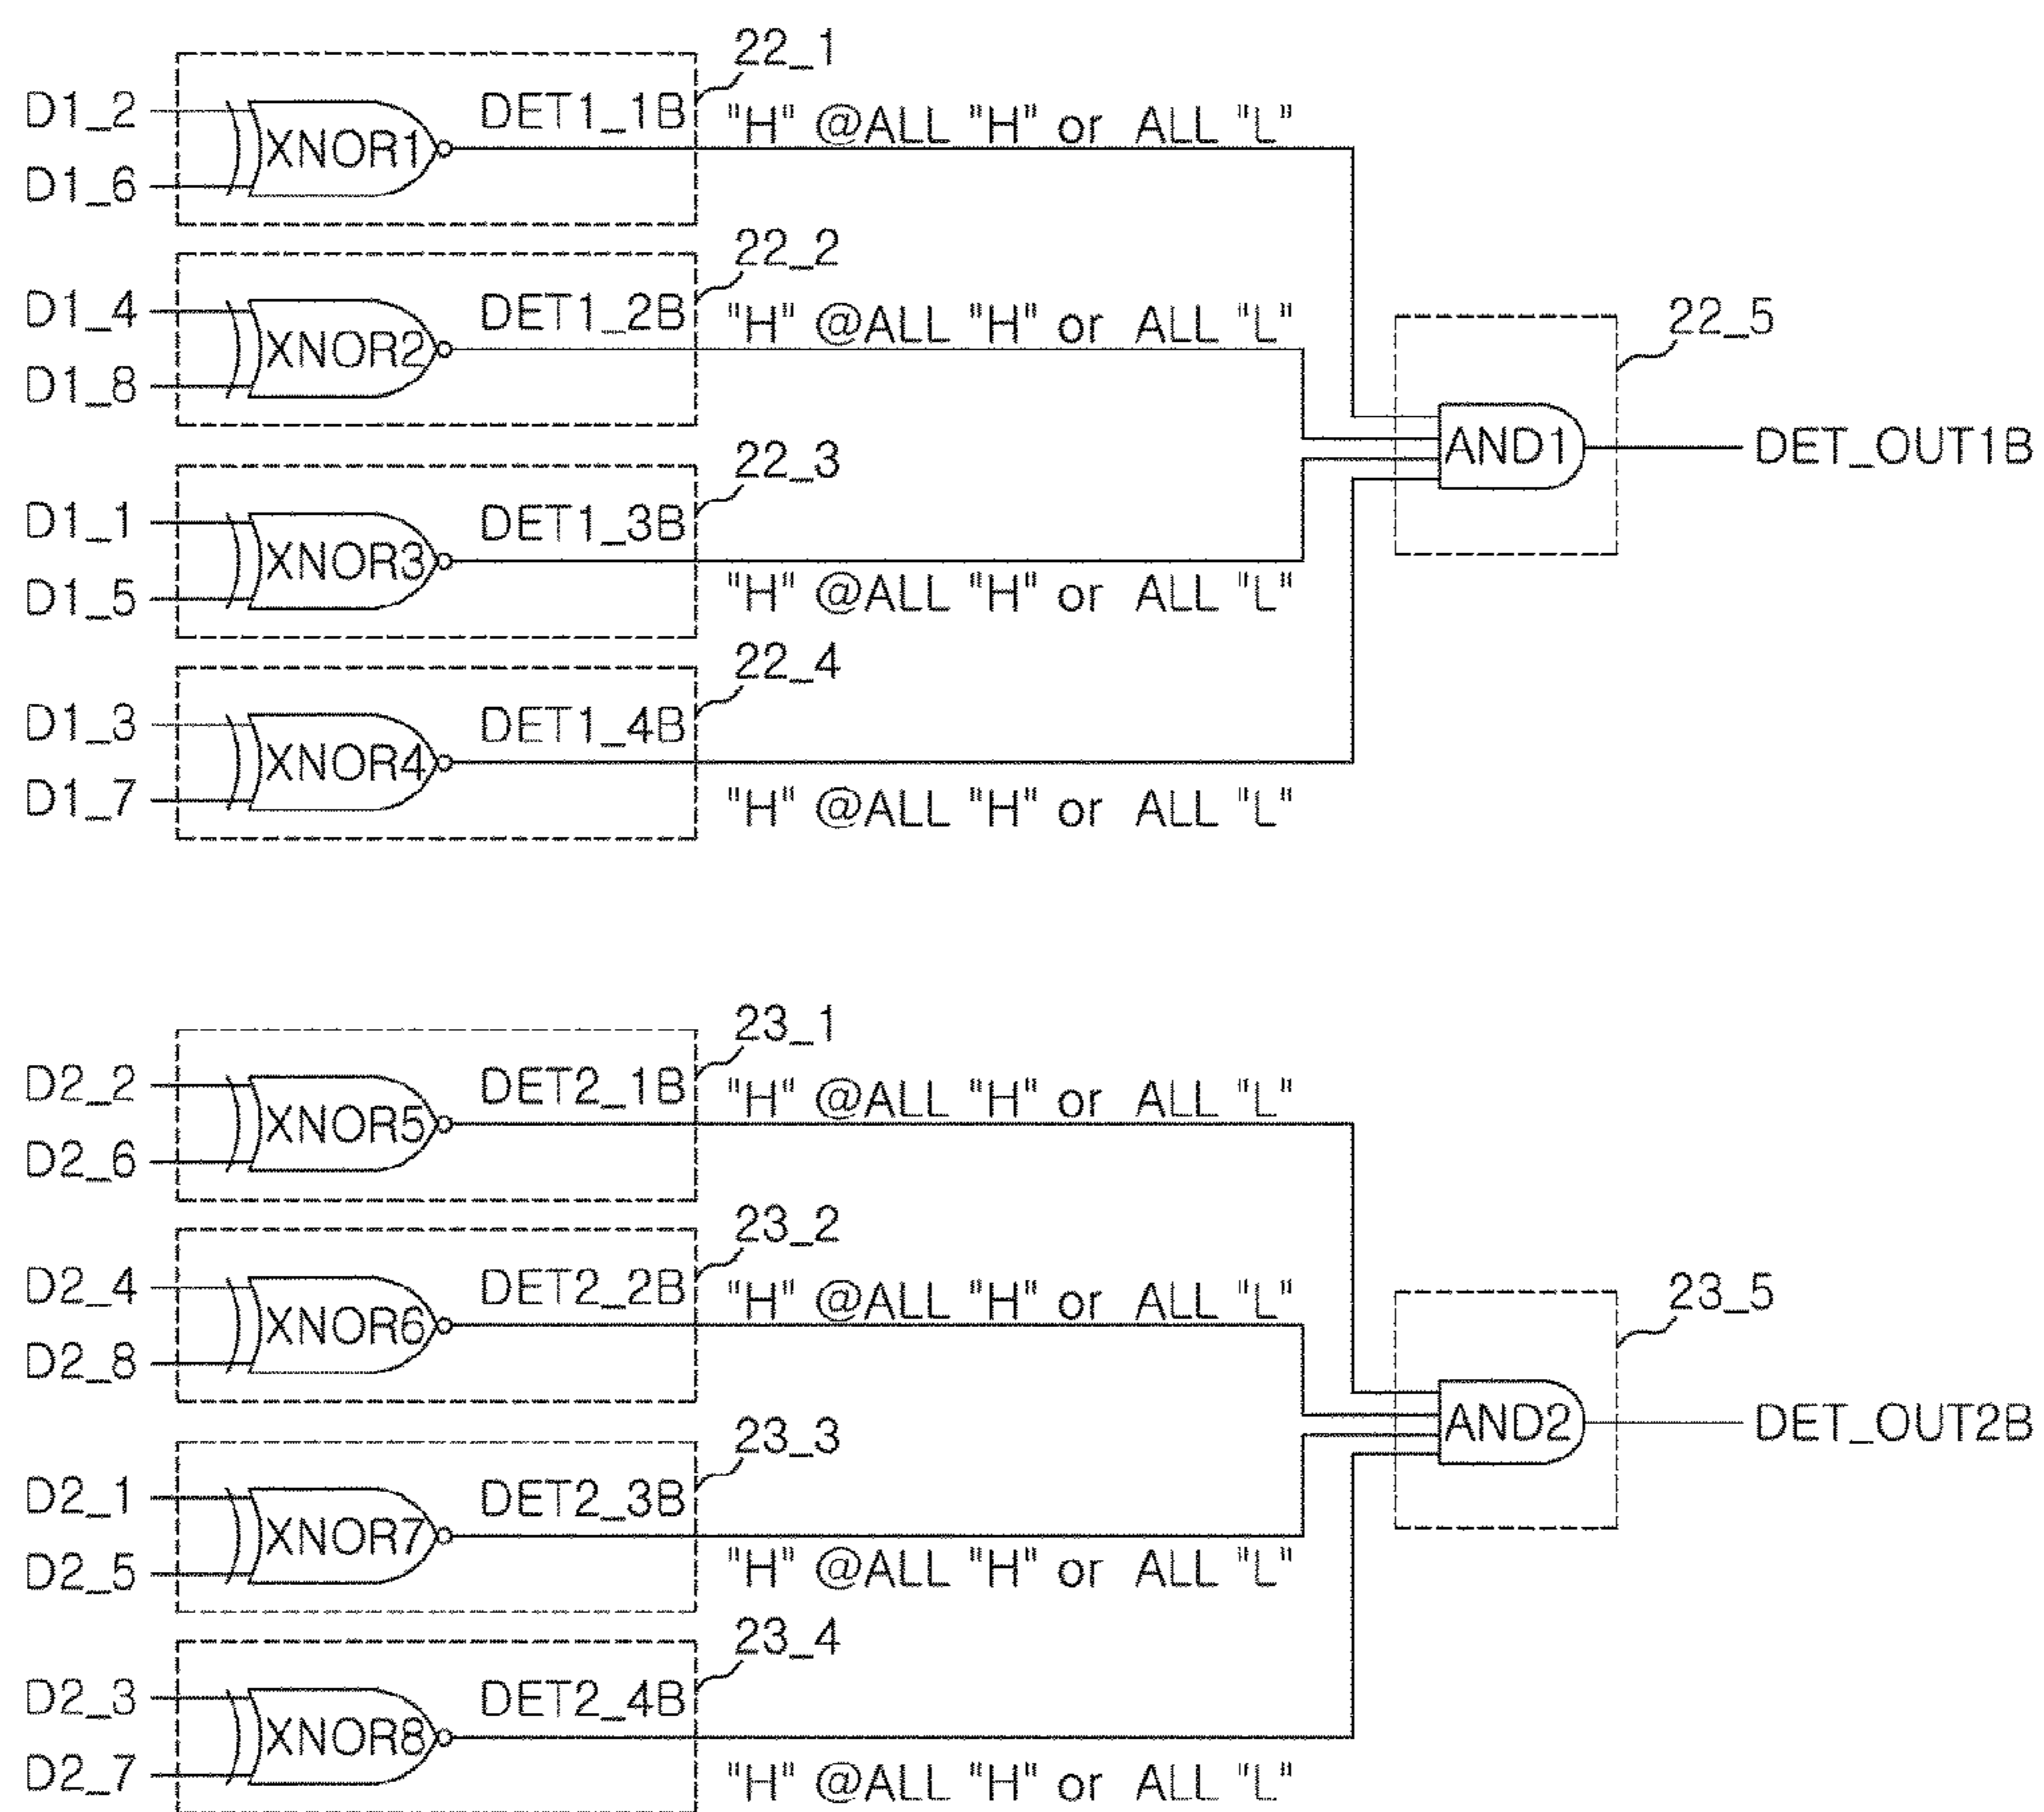 22_1
D1_2
XNOR1
DET1_1B
"H" @ALL "H" or ALL "L"
D1_6
22_2
D1_4
XNOR2
DET1_2B
"H" @ALL "H" or ALL "L"
D1_8
22_5
AND1
DET_OUT1B
22_3
D1_1
XNOR3
DET1_3B
D1_5
"H" @ALL "H" or ALL "L"
22_4
D1_3
XNOR4
DET1_4B
D1_7
"H" @ALL "H" or ALL "L"
23_1
D2_2
XNOR5
DET2_1B
"H" @ALL "H" or ALL "L"
D2_6
23_2
D2_4
XNOR6
DET2_2B
"H" @ALL "H" or ALL "L"
D2_8
23_5
AND2
DET_OUT2B
23_3
D2_1
XNOR7
DET2_3B
D2_5
"H" @ALL "H" or ALL "L"
23_4
D2_3
XNOR8
DET2_4B
D2_7
"H" @ALL "H" or ALL "L"